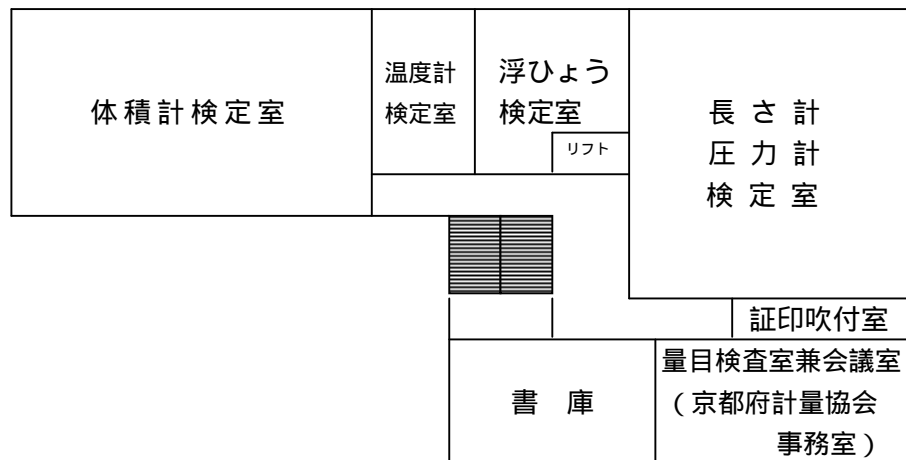 体積計検定室
温度計
検定室
浮ひょう
検定室
リフト
長さ計
圧力計
検定室
証印吹付室
書庫
量目検査室兼会議室
(京都府計量協会
事務室)